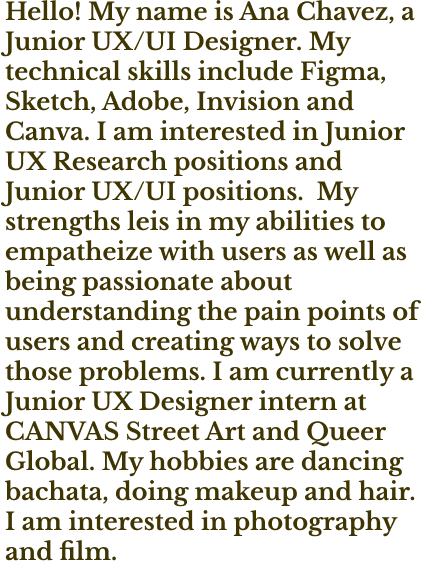 Hello! My name is Ana Chavez, a
Junior UX/UI Designer. My
technical skills include Figma,
Sketch, Adobe, Invision and
Canva. I am interested in Junior
UX Research positions and
Junior UX/UI positions.  My
strengths leis in my abilities to
empatheize with users as well as
being passionate about
understanding the pain points of
users and creating ways to solve
those problems. I am currently a
Junior UX Designer intern at
CANVAS Street Art and Queer
Global. My hobbies are dancing
bachata, doing makeup and hair.
I am interested in photography
and film.